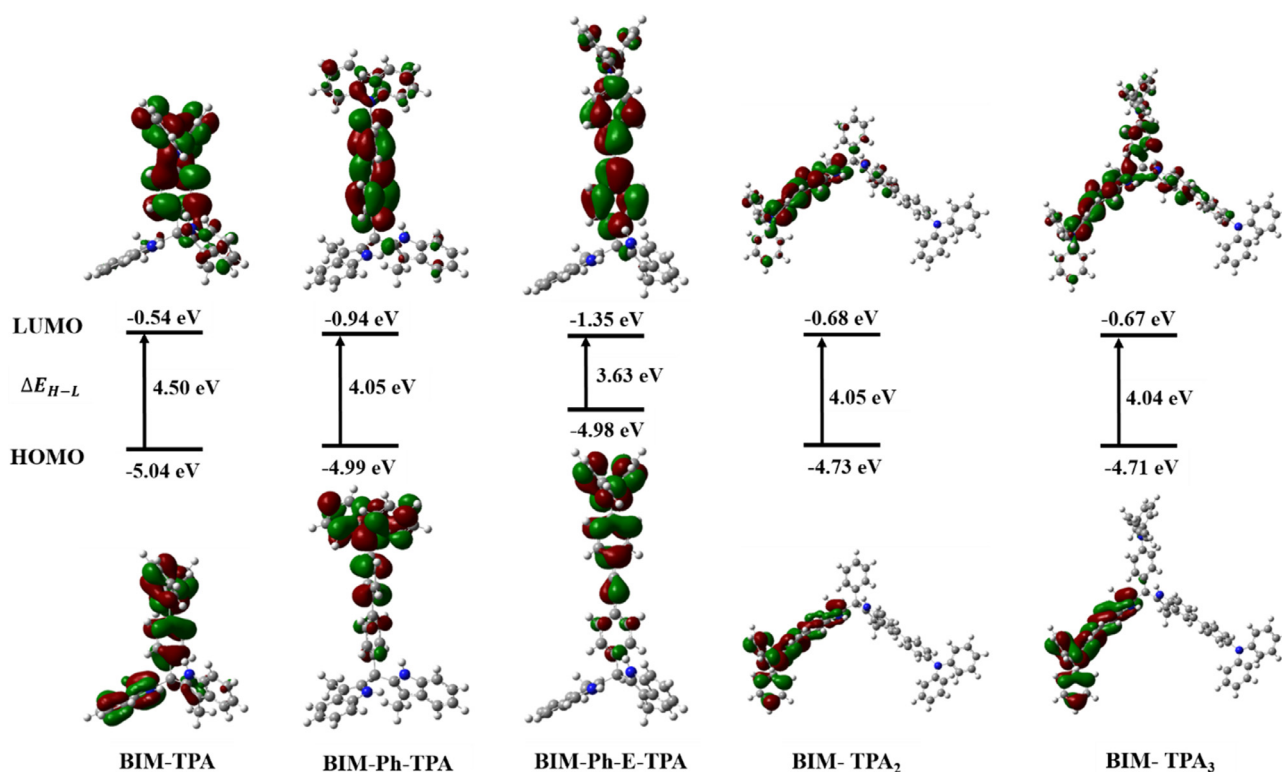 LUMO
-0.54 eV
-0.94 eV
-1.35 eV
-0.68 eV
-0.67 eV
ΔE_{H−L}
4.50 eV
4.05 eV
3.63 eV
4.05 eV
4.04 eV
HOMO
-5.04 eV
-4.99 eV
-4.98 eV
-4.73 eV
-4.71 eV
BIM-TPA
BIM-Ph-TPA
BIM-Ph-E-TPA
BIM- TPA₂
BIM- TPA₃